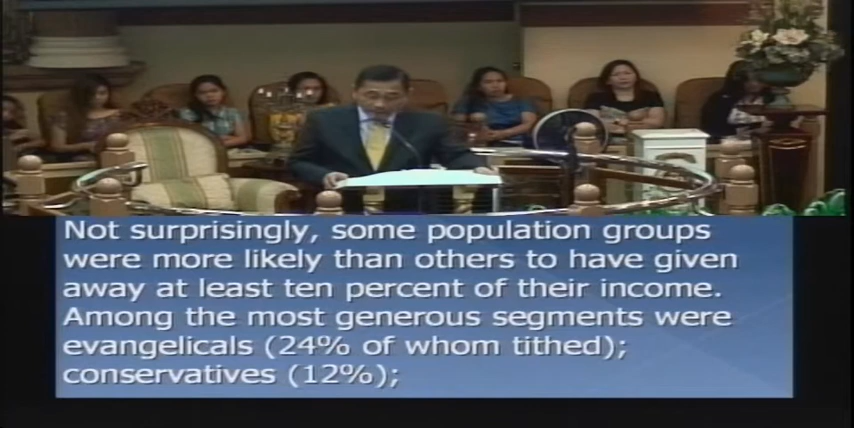 Not surprisingly, some population groups
were more likely than others to have given
away at least ten percent of their income.
Among the most generous segments were
evangelicals (24% of whom tithed);
conservatives (12%);